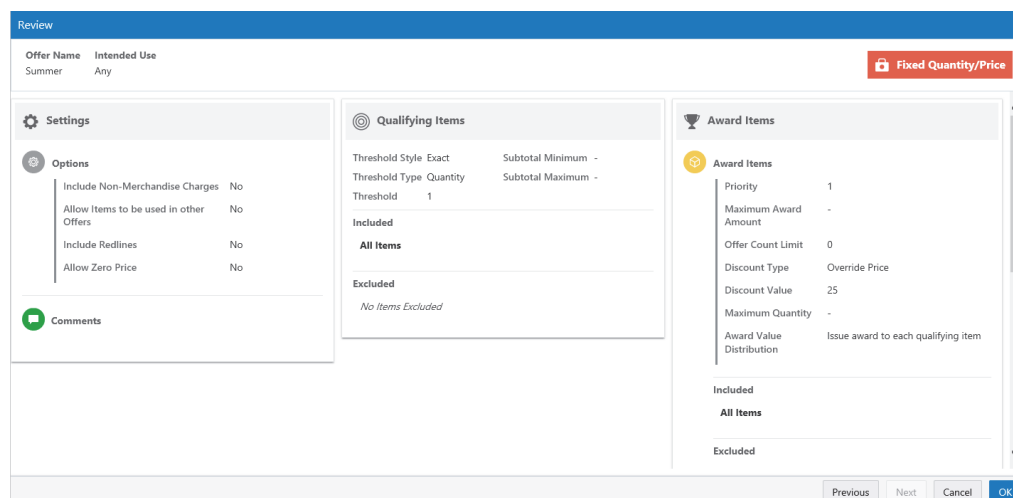 Review
Offer Name Intended Use
Summer Any
Fixed Quantity/Price
Settings
Options
Include Non-Merchandise Charges No
Allow Items to be used in other No
Offers
Include Redlines No
Allow Zero Price No
Comments
Qualifying Items
Threshold Style Exact Subtotal Minimum -
Threshold Type Quantity Subtotal Maximum -
Threshold 1
Included
All Items
Excluded
No Items Excluded
Award Items
Award Items
Priority 1
Maximum Award -
Amount
Offer Count Limit 0
Discount Type Override Price
Discount Value 25
Maximum Quantity -
Award Value Issue award to each qualifying item
Distribution
Included
All Items
Excluded
Previous Next Cancel OK